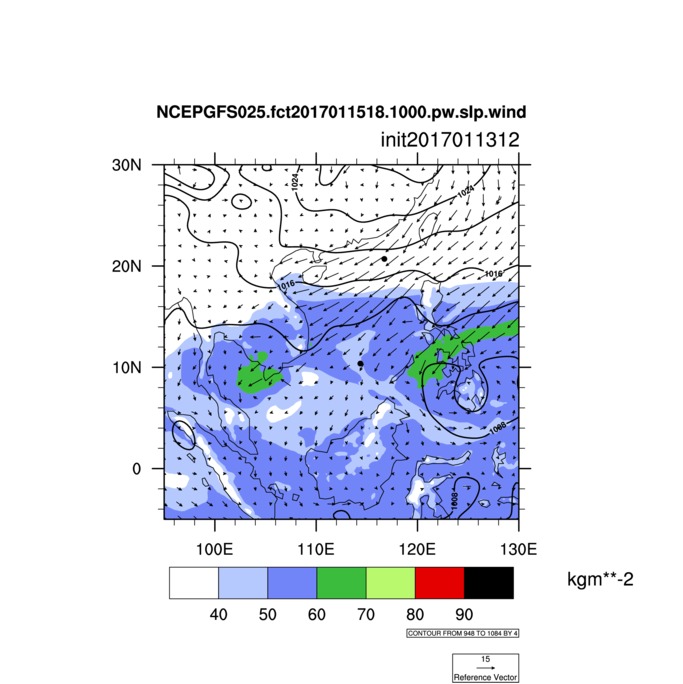 NCEPGFS025.fct2017011518.1000.pw.slp.wind
init2017011312
30N
1024
1024
20N
1016
1016
10N
1008
0
1008
100E 110E 120E 130E
kgm**-2
40 50 60 70 80 90
CONTOUR FROM 948 TO 1084 BY 4
15
Reference Vector